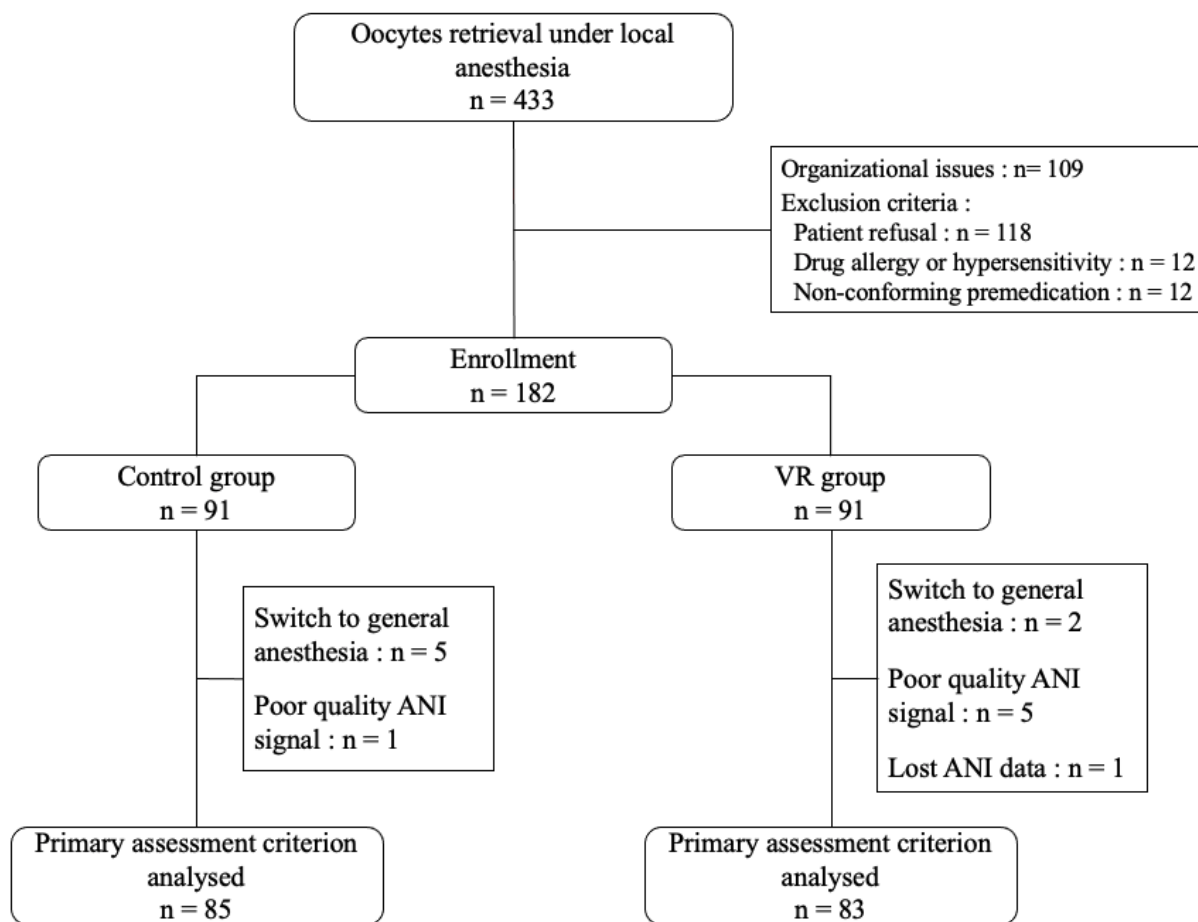 Oocytes retrieval under local
anesthesia
n = 433
Organizational issues : n= 109
Exclusion criteria :
Patient refusal : n = 118
Drug allergy or hypersensitivity : n = 12
Non-conforming premedication : n = 12
Enrollment
n = 182
Control group
n = 91
VR group
n = 91
Switch to general
anesthesia : n = 5
Poor quality ANI
signal : n = 1
Switch to general
anesthesia : n = 2
Poor quality ANI
signal : n = 5
Lost ANI data : n = 1
Primary assessment criterion
analysed
n = 85
Primary assessment criterion
analysed
n = 83